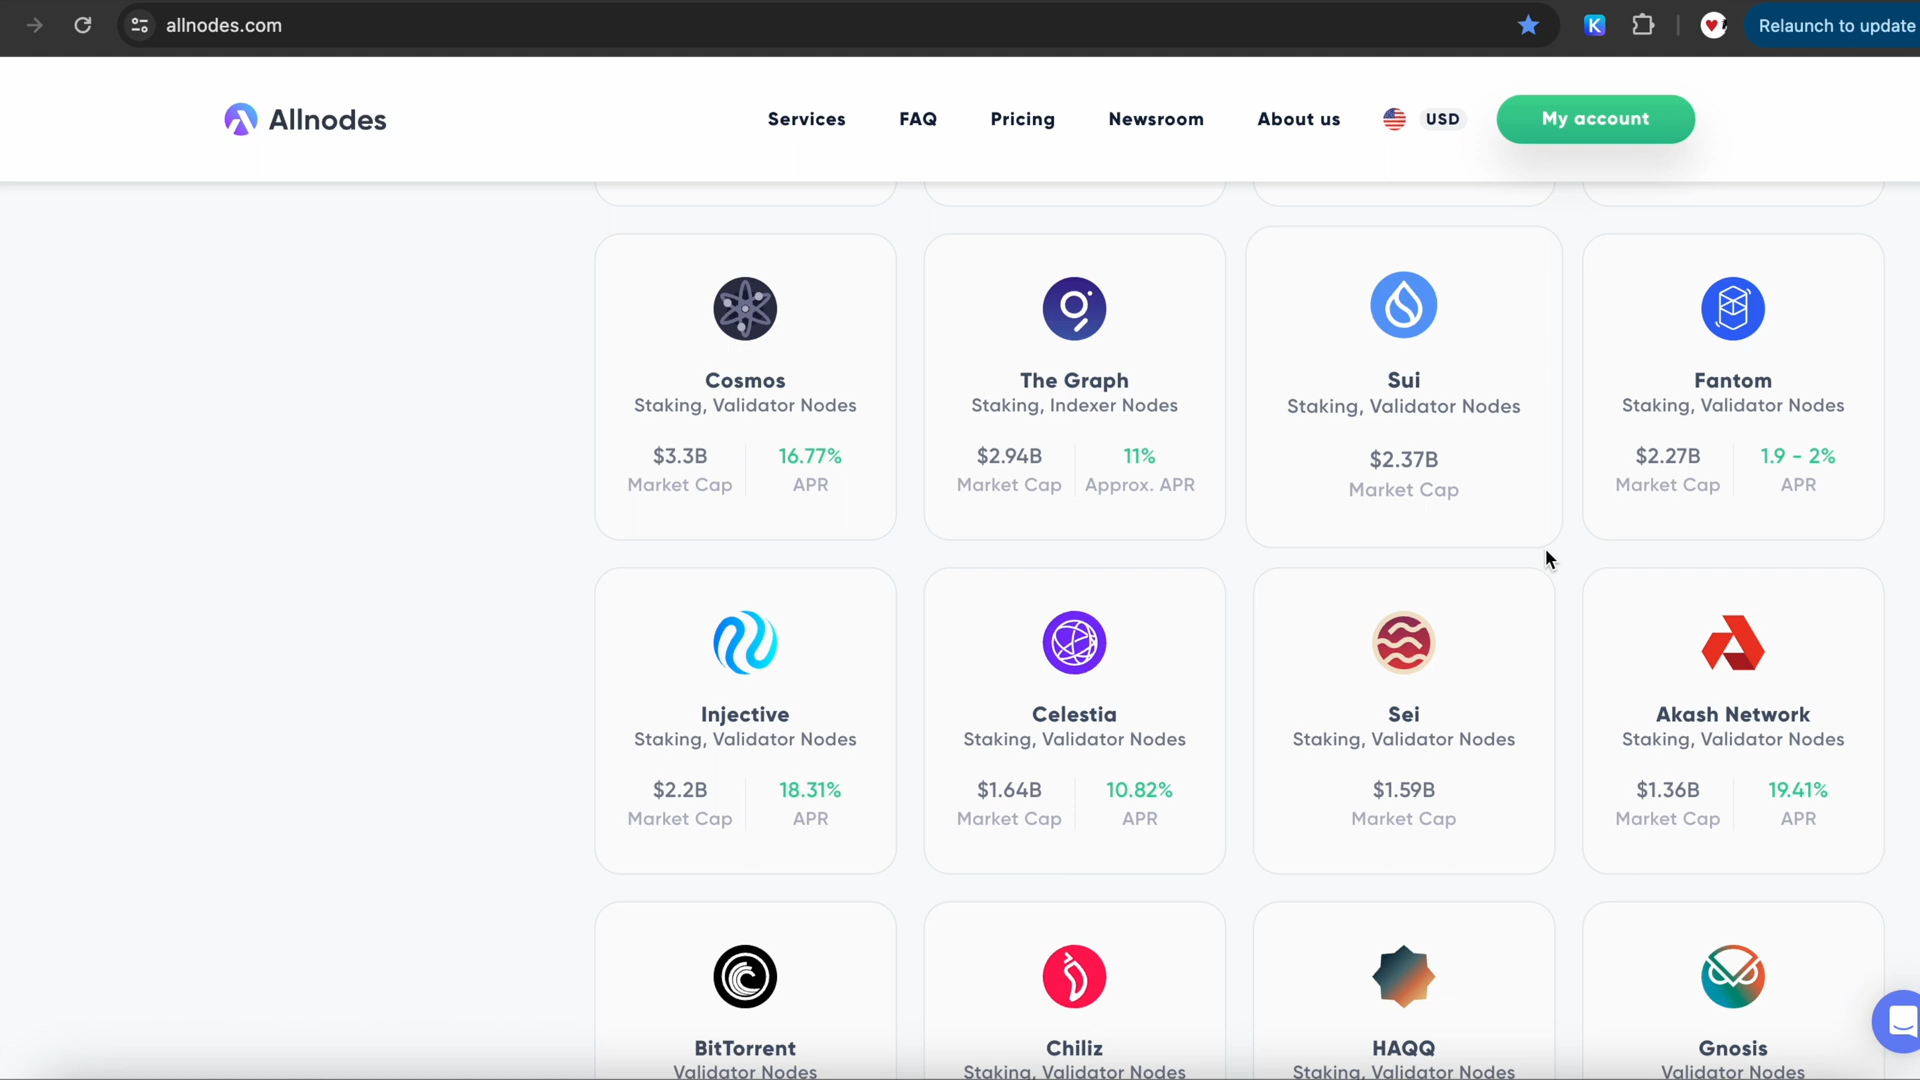 allnodes.com
K
Relaunch to update
Allnodes
Services
FAQ
Pricing
Newsroom
About us
USD
My account
Cosmos
Staking, Validator Nodes
$3.3B
Market Cap
16.77%
APR
The Graph
Staking, Indexer Nodes
$2.94B
Market Cap
11%
Approx. APR
Sui
Staking, Validator Nodes
$2.37B
Market Cap
Fantom
Staking, Validator Nodes
$2.27B
Market Cap
1.9 - 2%
APR
Injective
Staking, Validator Nodes
$2.2B
Market Cap
18.31%
APR
Celestia
Staking, Validator Nodes
$1.64B
Market Cap
10.82%
APR
Sei
Staking, Validator Nodes
$1.59B
Market Cap
Akash Network
Staking, Validator Nodes
$1.36B
Market Cap
19.41%
APR
BitTorrent
Validator Nodes
Chiliz
Staking, Validator Nodes
HAQQ
Staking, Validator Nodes
Gnosis
Validator Nodes